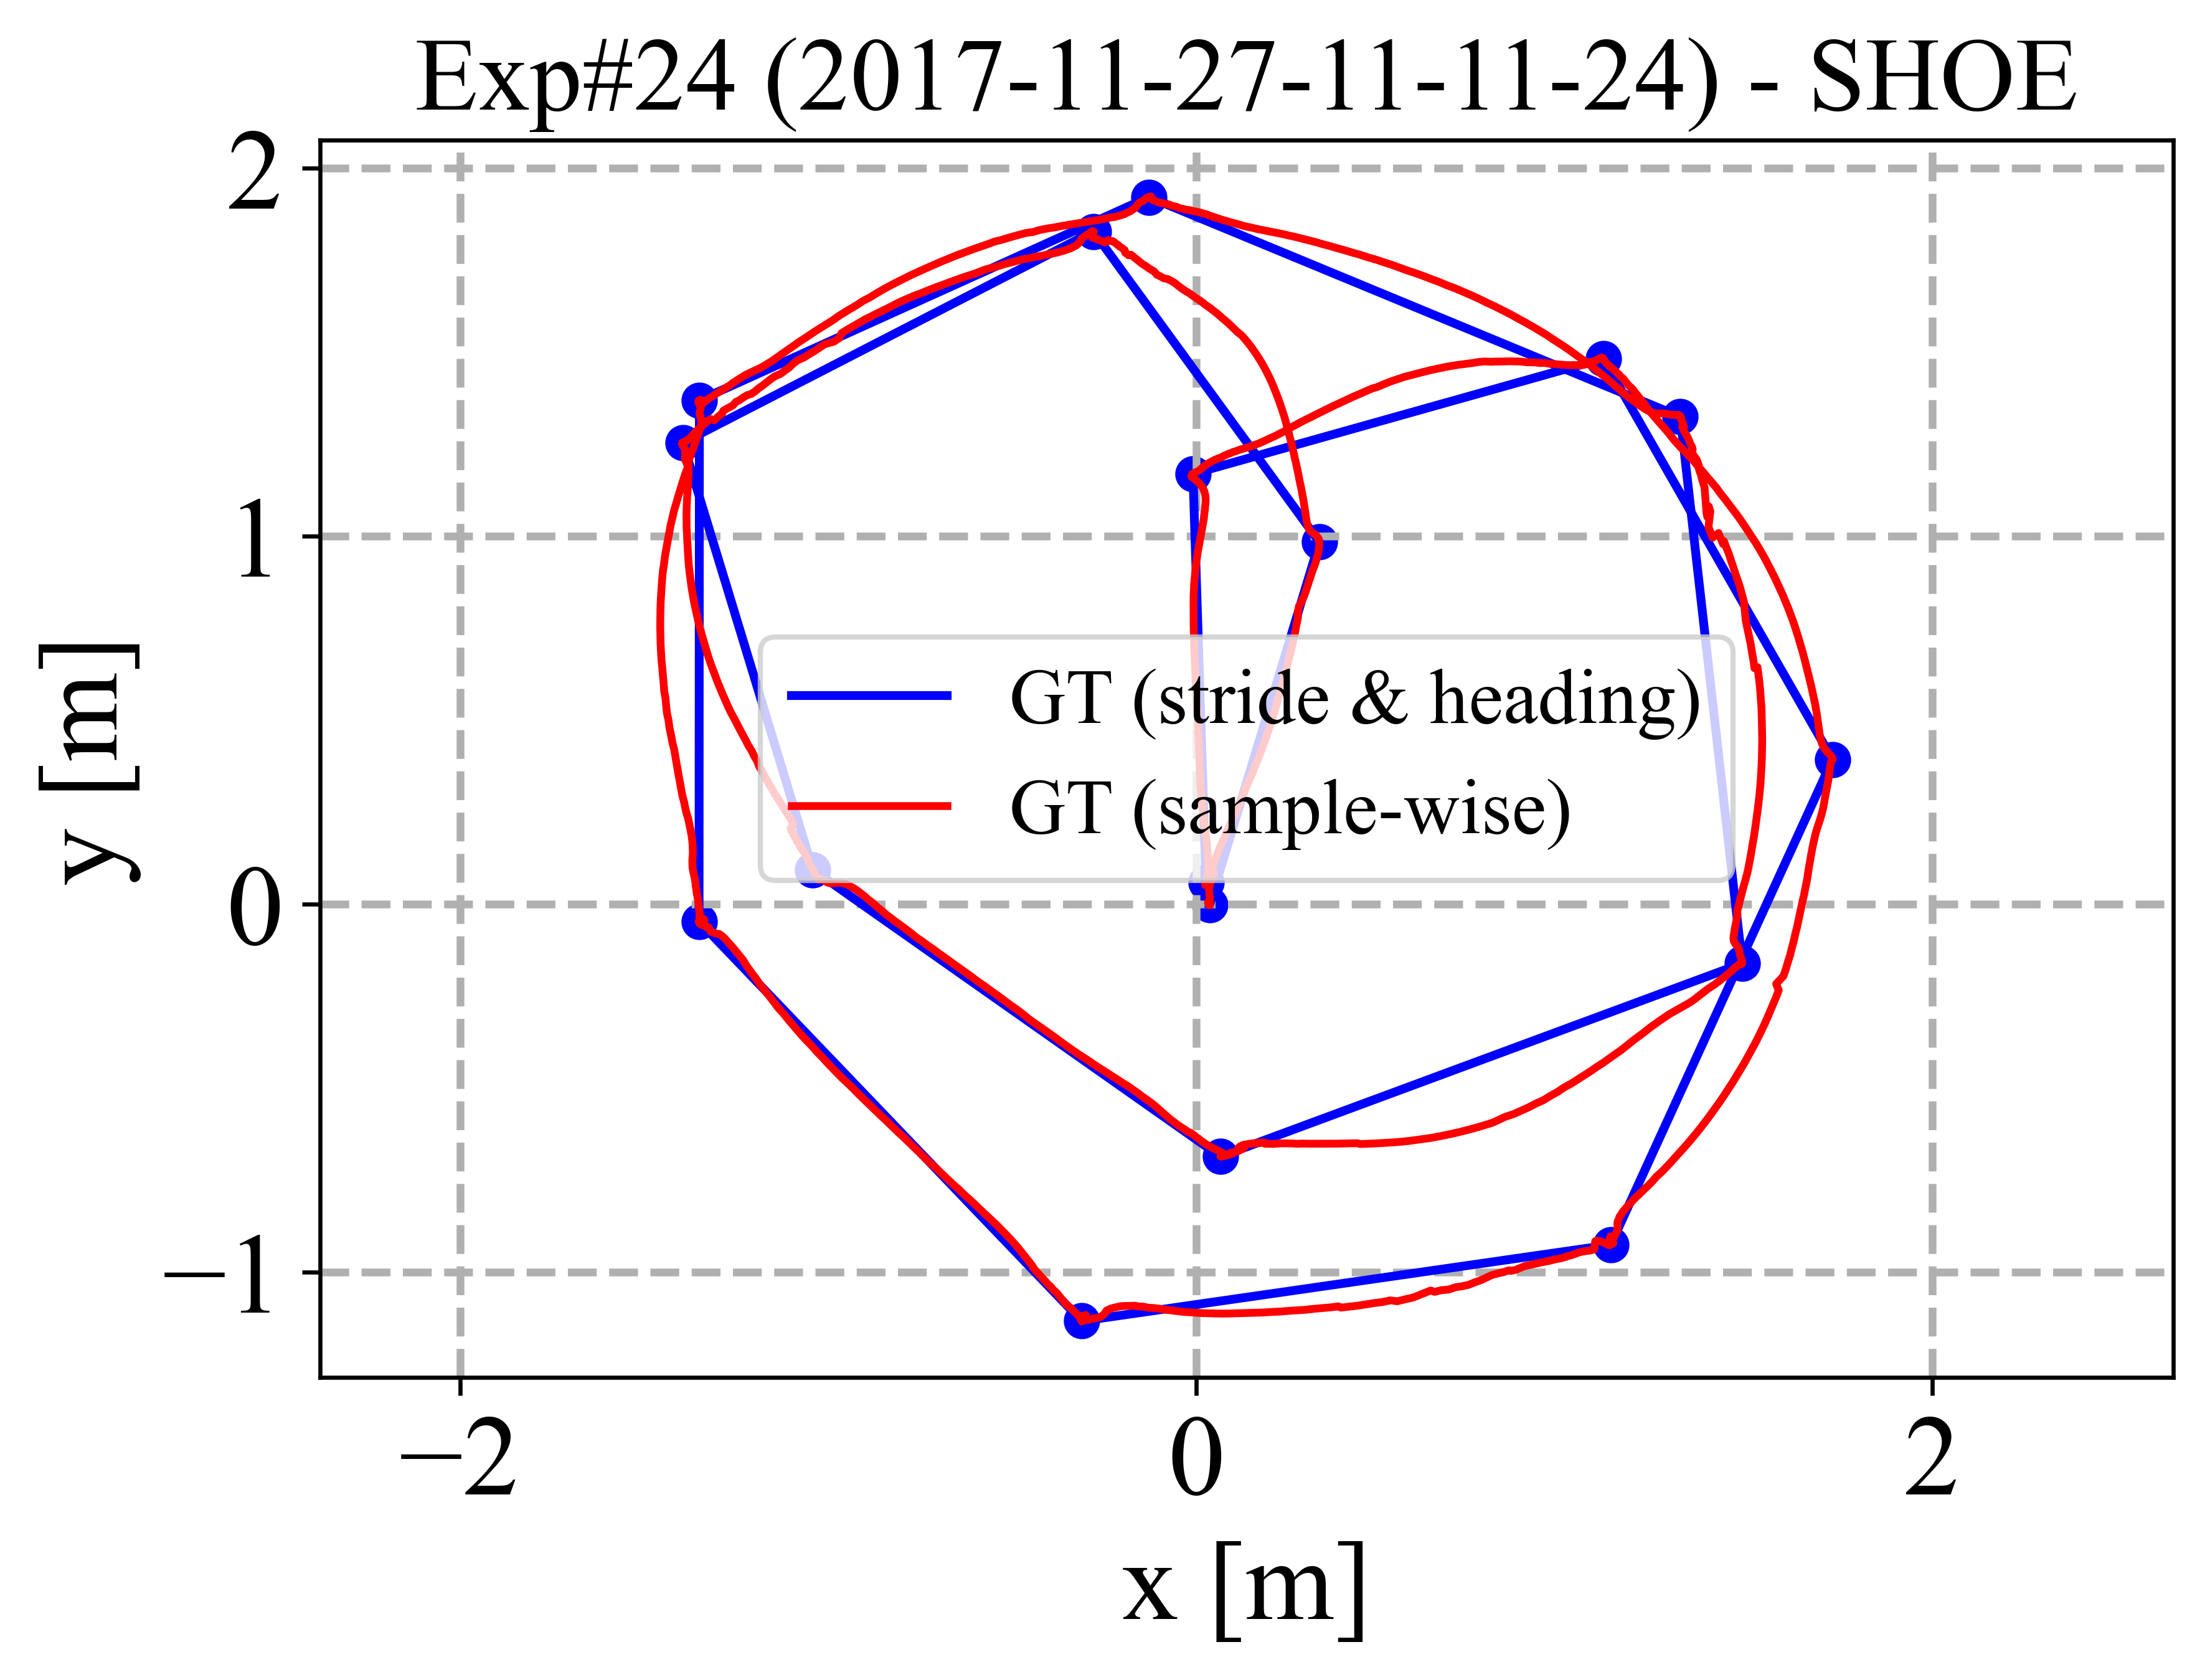 Exp#24 (2017-11-27-11-11-24) - SHOE
2
1
0
−1
y [m]
GT (stride & heading)
GT (sample-wise)
−2
0
2
x [m]